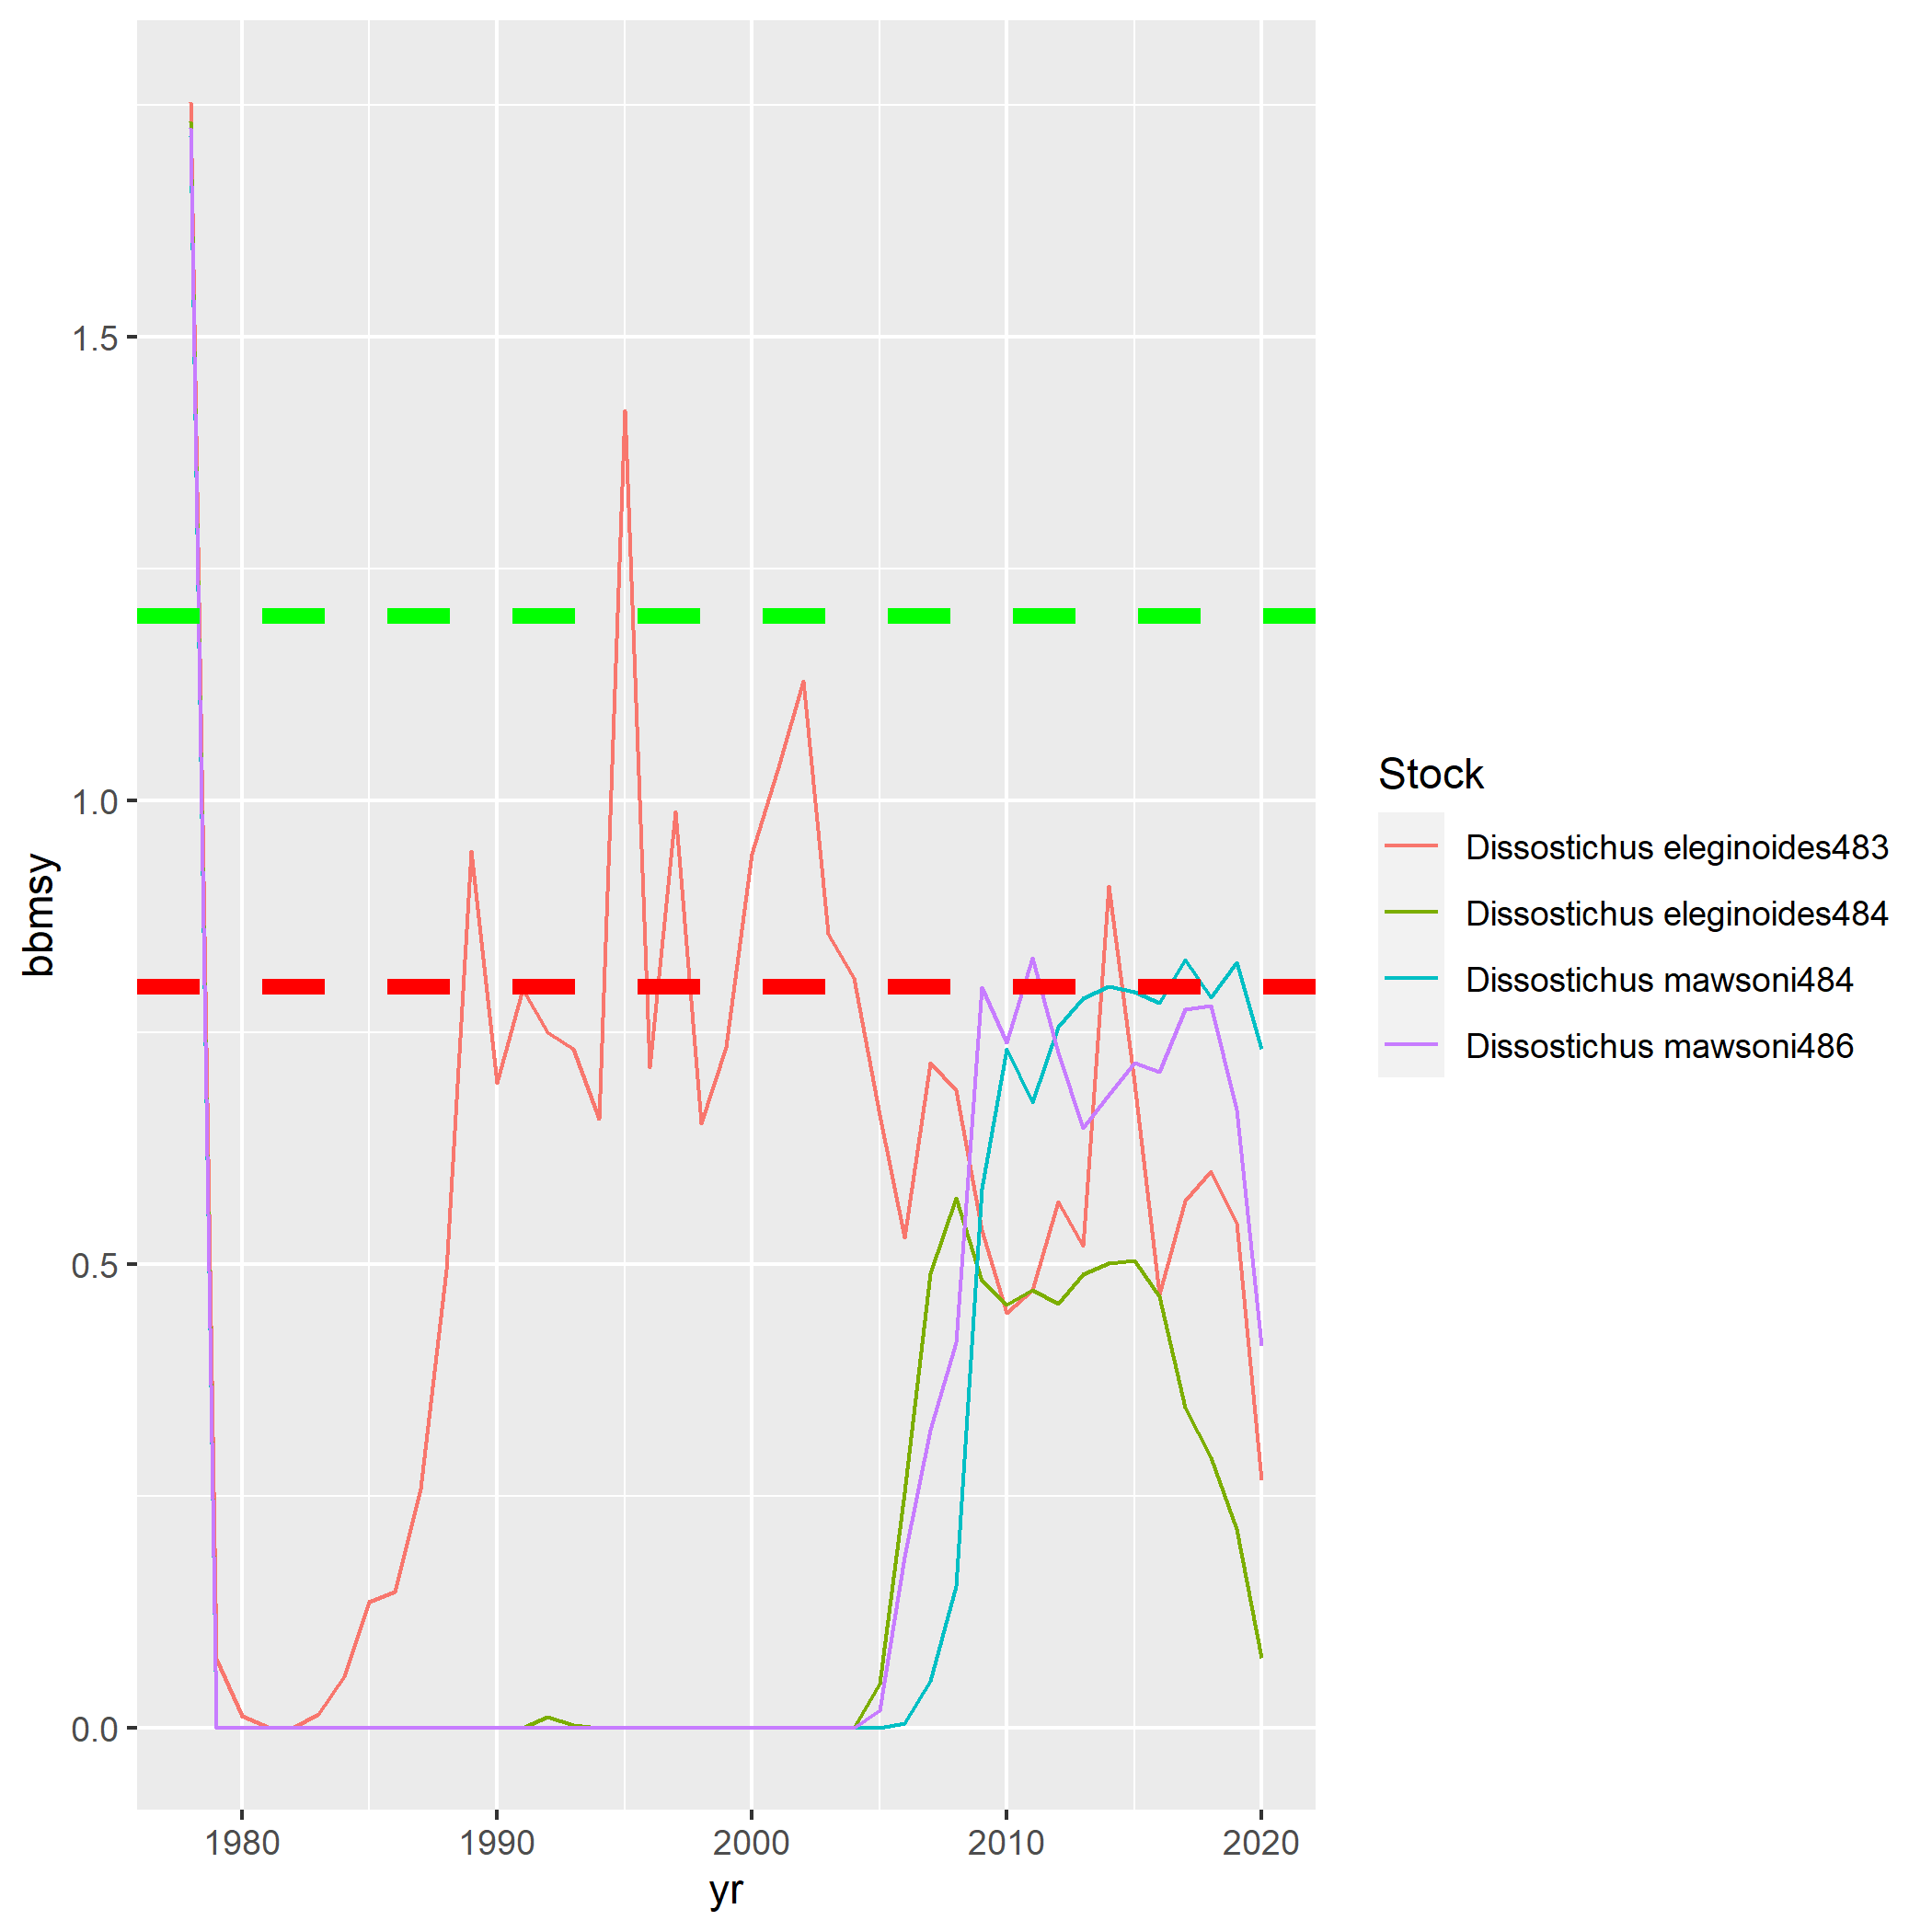 bbmsy
1.5
1.0
0.5
0.0
1980
1990
2000
2010
2020
yr
Stock
Dissostichus eleginoides483
Dissostichus eleginoides484
Dissostichus mawsoni484
Dissostichus mawsoni486